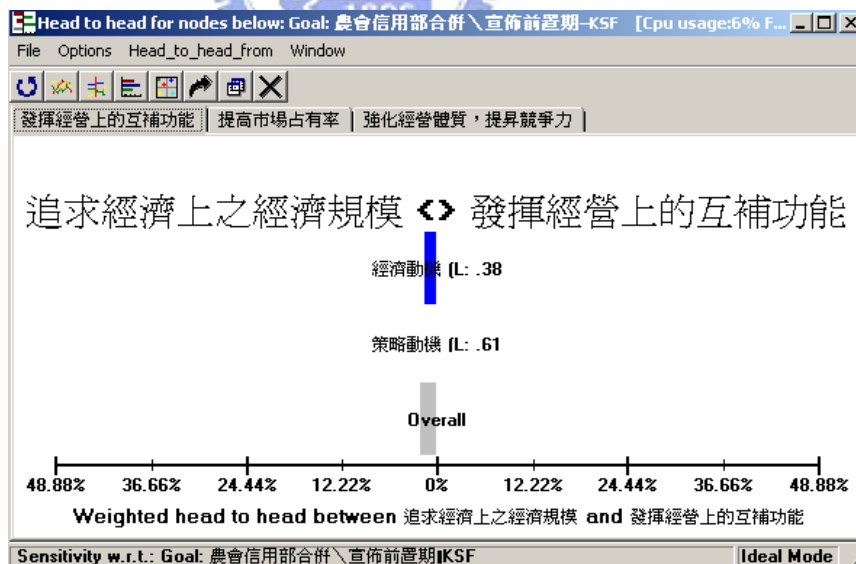 Head to head for nodes below: Goal: 農會信用部合併\宣佈前置期--KSF [Cpu usage:6% F...
File Options Head_to_head_from Window
發揮經營上的互補功能 提高市場占有率 強化經營體質，提昇競爭力
追求經濟上之經濟規模 <> 發揮經營上的互補功能
經濟動機 (L: .38
策略動機 (L: .61
Overall
48.88% 36.66% 24.44% 12.22% 0% 12.22% 24.44% 36.66% 48.88%
Weighted head to head between 追求經濟上之經濟規模 and 發揮經營上的互補功能
Sensitivity w.r.t.: Goal: 農會信用部合併\宣佈前置期KSF Ideal Mode